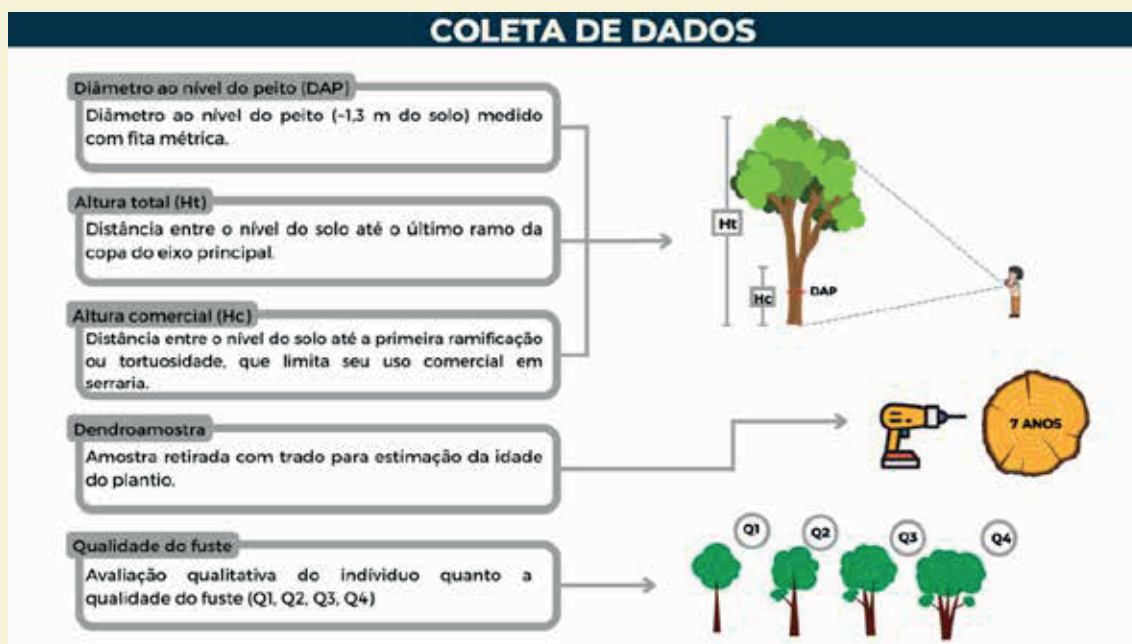 COLETA DE DADOS
Diâmetro ao nível do peito (DAP)
Diâmetro ao nível do peito (~1,3 m do solo) medido
com fita métrica.
Altura total (Ht)
Distância entre o nível do solo até o último ramo da
copa do eixo principal.
Altura comercial (Hc)
Distância entre o nível do solo até a primeira ramificação
ou tortuosidade, que limita seu uso comercial em
serraria.
Ht
Hc
DAP
Dendroamostra
Amostra retirada com trado para estimação da idade
do plantio.
7 ANOS
Qualidade do fuste
Avaliação qualitativa do indivíduo quanto a
qualidade do fuste (Q1, Q2, Q3, Q4)
Q1
Q2
Q3
Q4